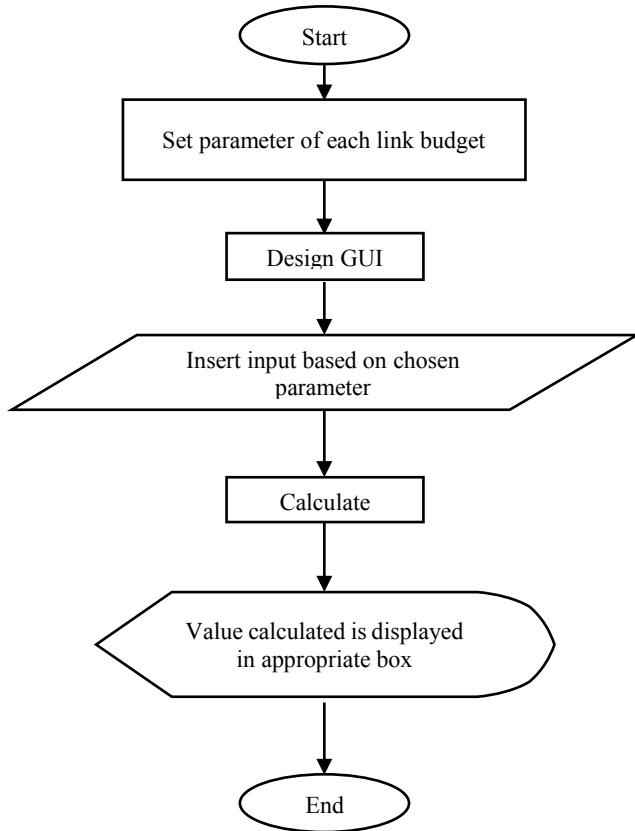 Start
Set parameter of each link budget
Design GUI
Insert input based on chosen
parameter
Calculate
Value calculated is displayed
in appropriate box
End